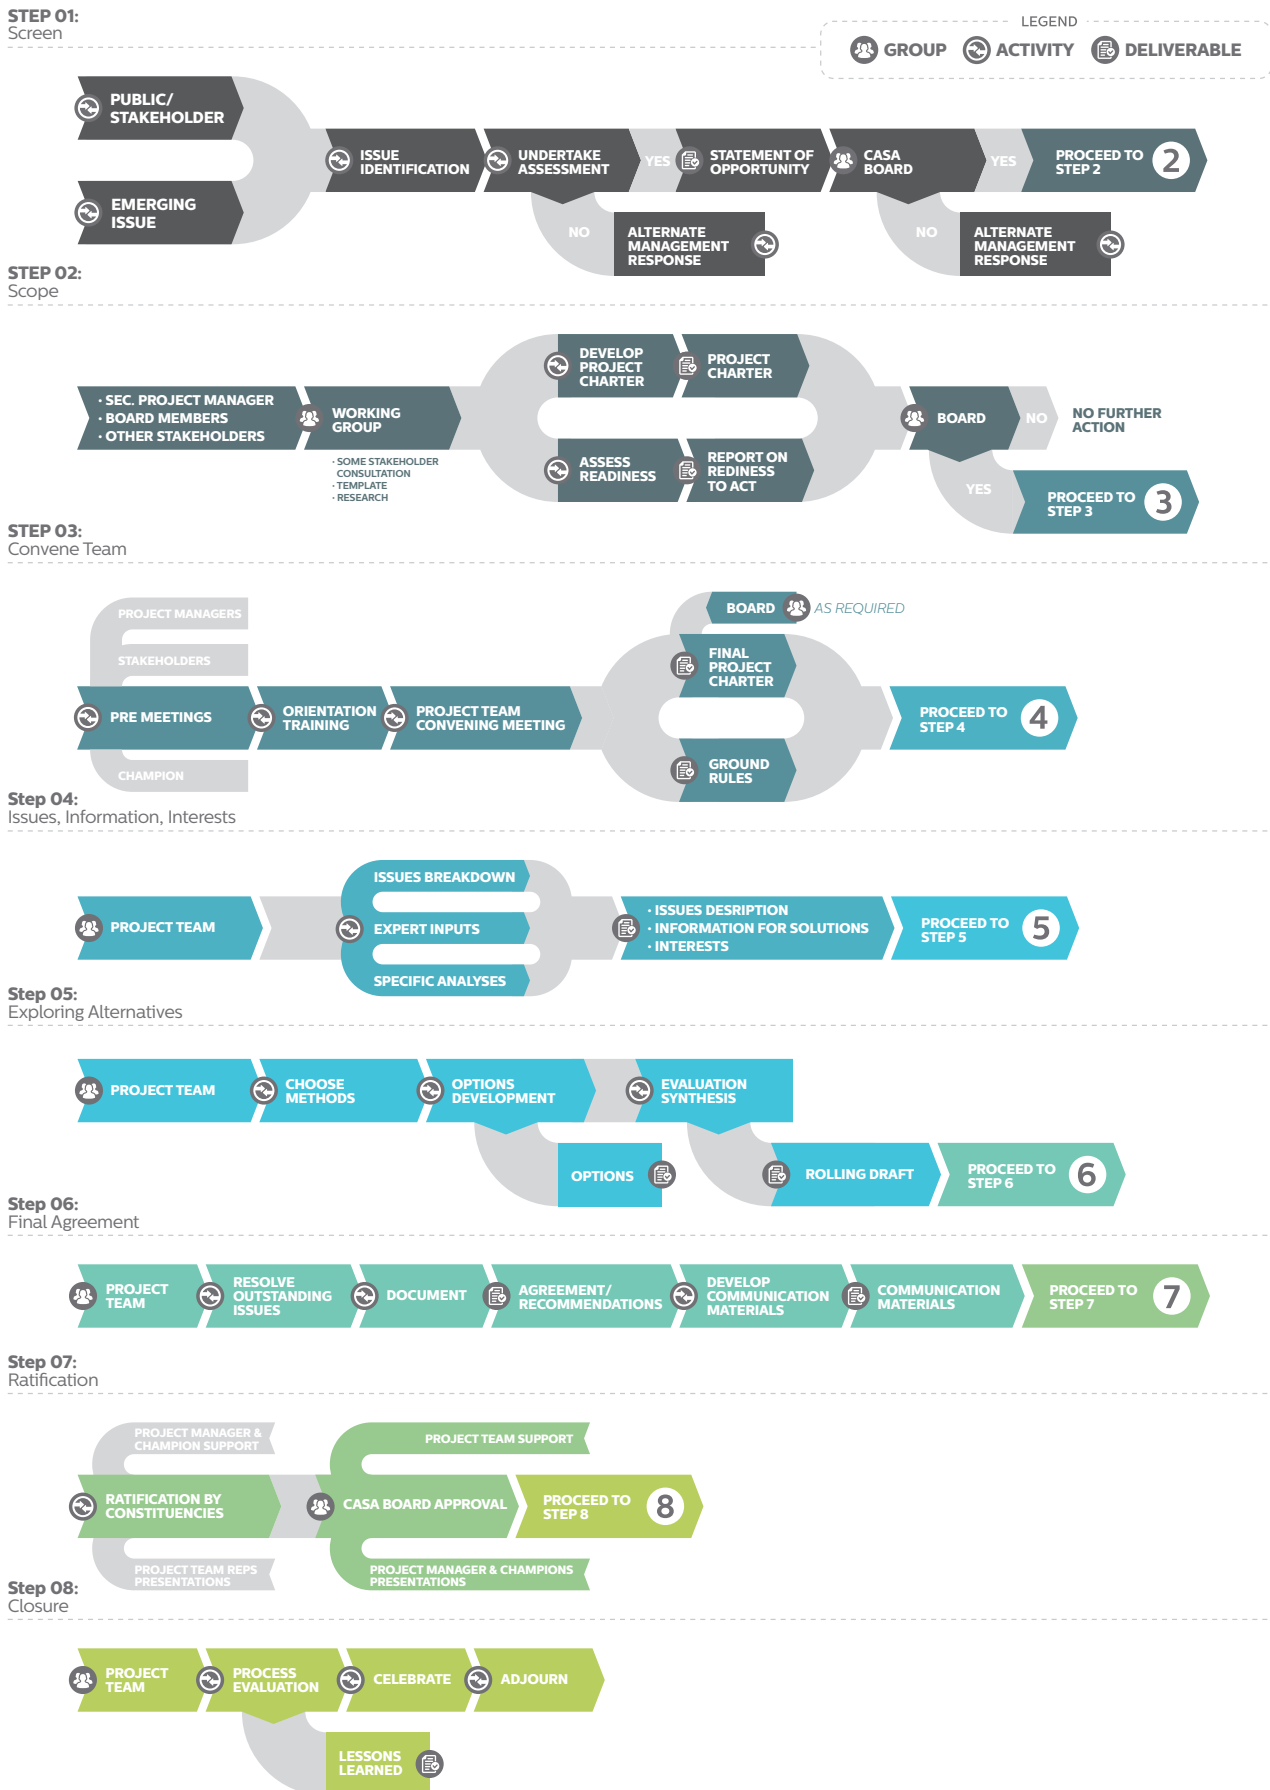 STEP 01:
Screen
LEGEND
GROUP
ACTIVITY
DELIVERABLE
PUBLIC/
STAKEHOLDER
EMERGING
ISSUE
ISSUE
IDENTIFICATION
UNDERTAKE
ASSESSMENT
YES
STATEMENT OF
OPPORTUNITY
CASA
BOARD
YES
PROCEED TO
STEP 2
2
NO
ALTERNATE
MANAGEMENT
RESPONSE
NO
ALTERNATE
MANAGEMENT
RESPONSE
STEP 02:
Scope
· SEC. PROJECT MANAGER
· BOARD MEMBERS
· OTHER STAKEHOLDERS
WORKING
GROUP
· SOME STAKEHOLDER
CONSULTATION
· TEMPLATE
· RESEARCH
DEVELOP
PROJECT
CHARTER
PROJECT
CHARTER
ASSESS
READINESS
REPORT ON
REDINESS
TO ACT
BOARD
NO
NO FURTHER
ACTION
YES
PROCEED TO
STEP 3
3
STEP 03:
Convene Team
PROJECT MANAGERS
STAKEHOLDERS
PRE MEETINGS
CHAMPION
ORIENTATION
TRAINING
PROJECT TEAM
CONVENING MEETING
BOARD
AS REQUIRED
FINAL
PROJECT
CHARTER
GROUND
RULES
PROCEED TO
STEP 4
4
Step 04:
Issues, Information, Interests
PROJECT TEAM
ISSUES BREAKDOWN
EXPERT INPUTS
SPECIFIC ANALYSES
· ISSUES DESRIPTION
· INFORMATION FOR SOLUTIONS
· INTERESTS
PROCEED TO
STEP 5
5
Step 05:
Exploring Alternatives
PROJECT TEAM
CHOOSE
METHODS
OPTIONS
DEVELOPMENT
EVALUATION
SYNTHESIS
OPTIONS
ROLLING DRAFT
PROCEED TO
STEP 6
6
Step 06:
Final Agreement
PROJECT
TEAM
RESOLVE
OUTSTANDING
ISSUES
DOCUMENT
AGREEMENT/
RECOMMENDATIONS
DEVELOP
COMMUNICATION
MATERIALS
COMMUNICATION
MATERIALS
PROCEED TO
STEP 7
7
Step 07:
Ratification
PROJECT MANAGER &
CHAMPION SUPPORT
RATIFICATION BY
CONSTITUENCIES
PROJECT TEAM REPS
PRESENTATIONS
PROJECT TEAM SUPPORT
CASA BOARD APPROVAL
PROJECT MANAGER & CHAMPIONS
PRESENTATIONS
PROCEED TO
STEP 8
8
Step 08:
Closure
PROJECT
TEAM
PROCESS
EVALUATION
CELEBRATE
ADJOURN
LESSONS
LEARNED